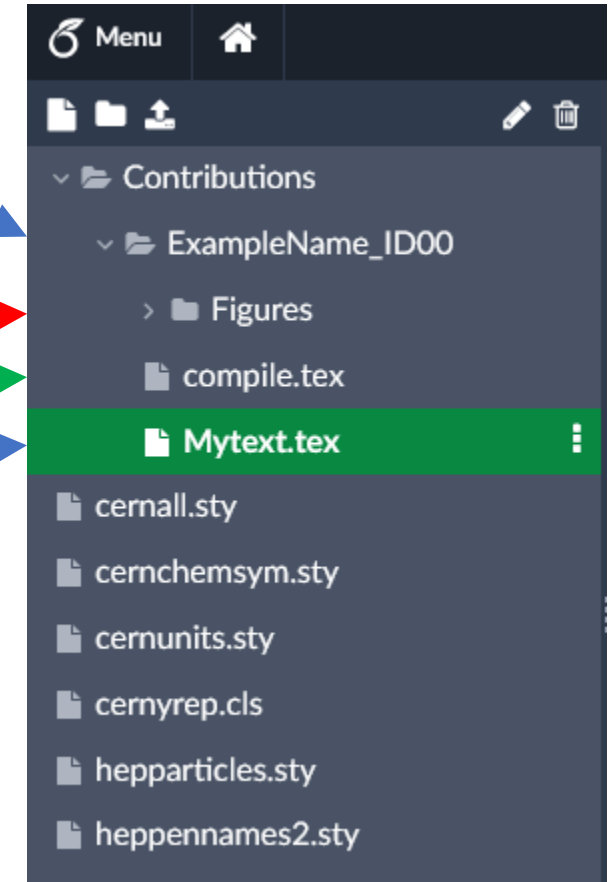 Menu
Contributions
ExampleName_ID00
Figures
compile.tex
Mytext.tex
cernall.sty
cernchemsym.sty
cernunits.sty
cernyrep.cls
hepparticles.sty
heppennames2.sty